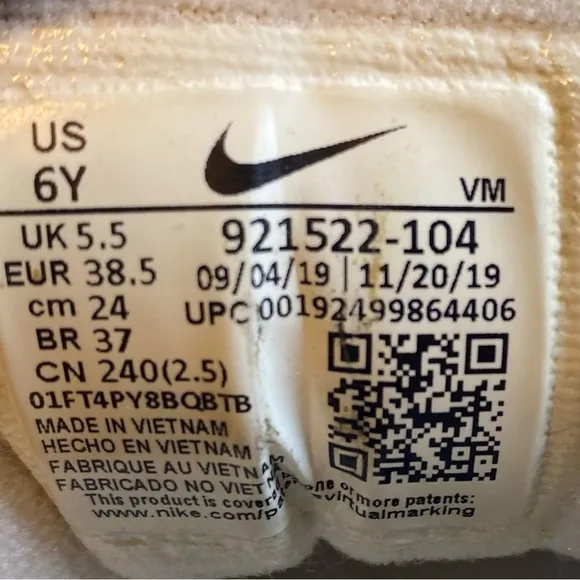 US
6Y
VM
UK 5.5
921522-104
EUR 38.5
09/04/19 | 11/20/19
cm 24
UPC 00192499864406
BR 37
CN 240(2.5)
01FT4PY8BQBTB
MADE IN VIETNAM
HECHO EN VIETNAM
FABRIQUE AU VIETNAM
FABRICADO NO VIET
This product is cover one or more patents:
www.nike.com/P virtualmarking